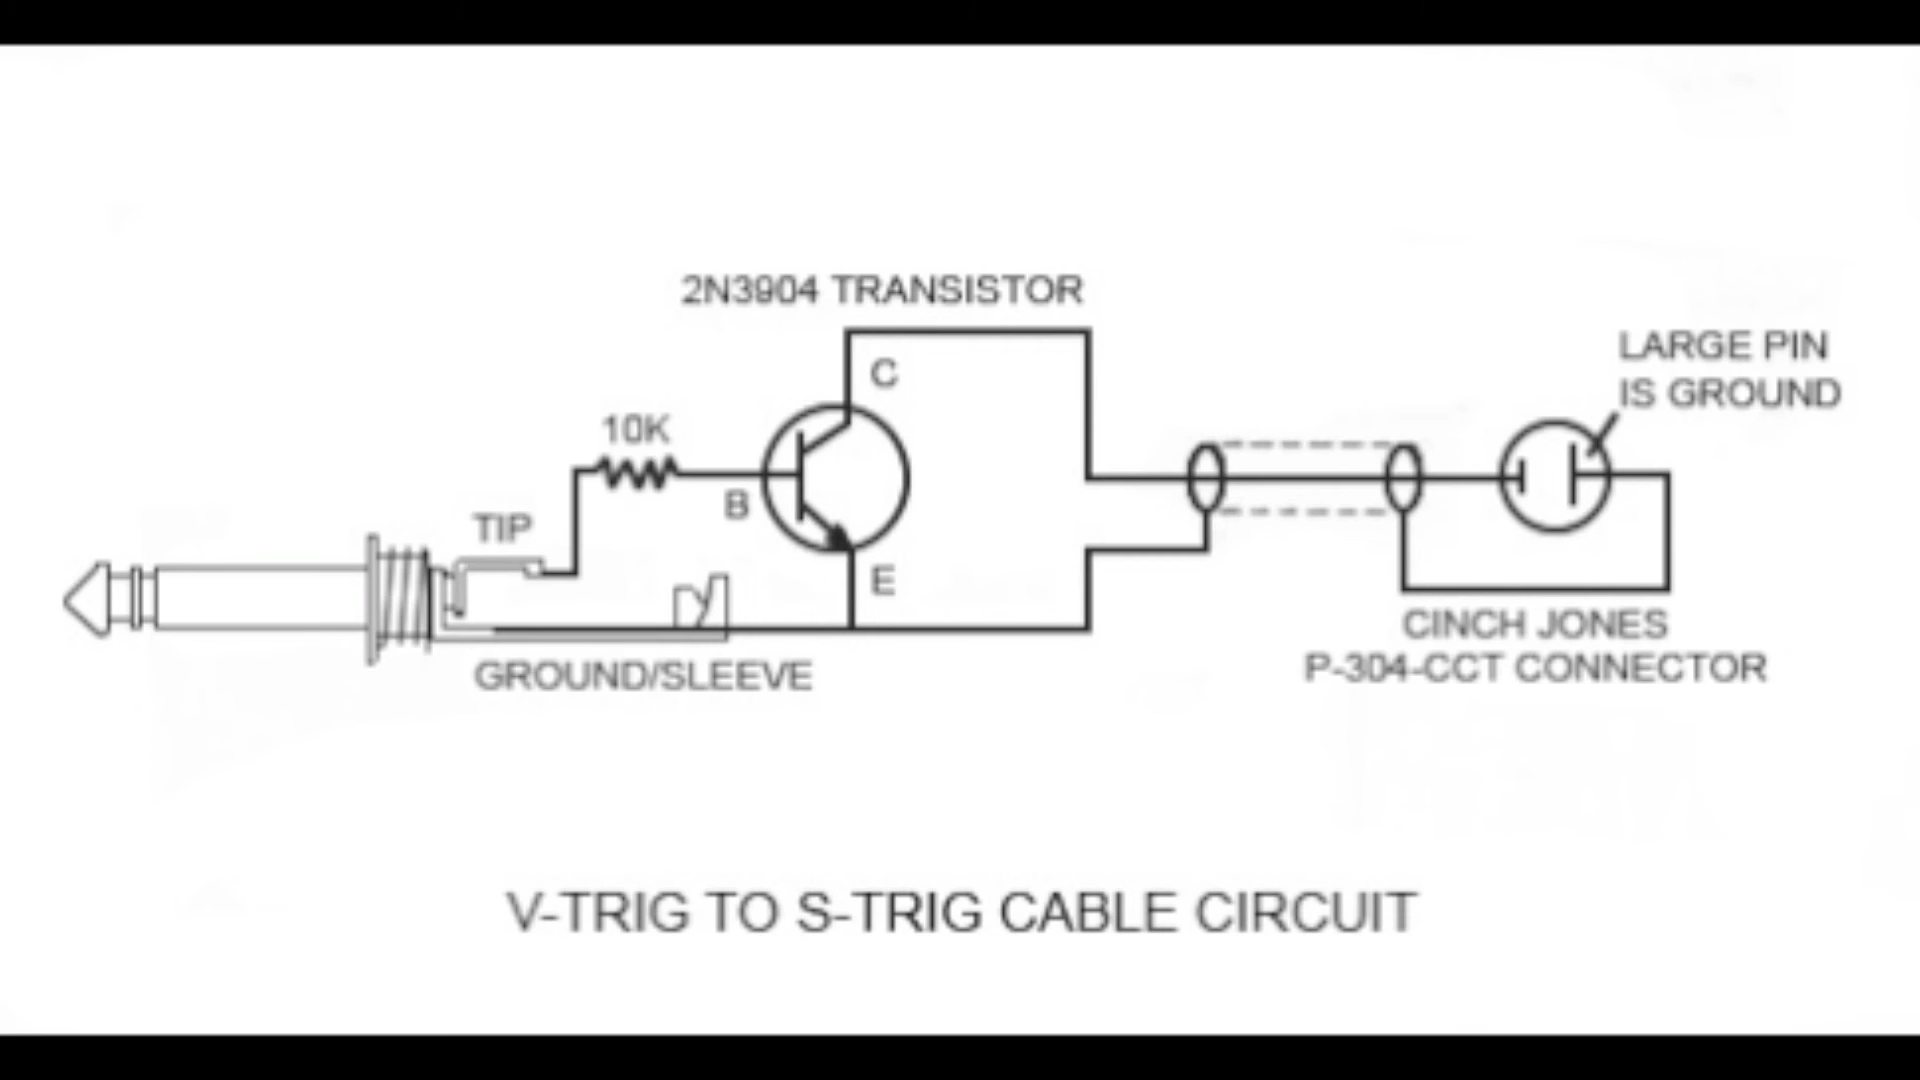 2N3904 TRANSISTOR
C
LARGE PIN
IS GROUND
10K
B
TIP
E
CINCH JONES
P-304-CCT CONNECTOR
GROUND/SLEEVE
V-TRIG TO S-TRIG CABLE CIRCUIT